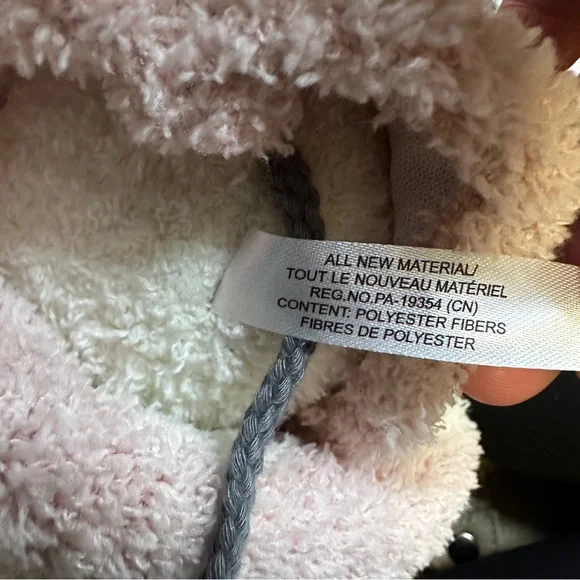 ALL NEW MATERIAL/
TOUT LE NOUVEAU MATÉRIEL
REG.NO.PA-19354 (CN)
CONTENT: POLYESTER FIBERS
FIBRES DE POLYESTER